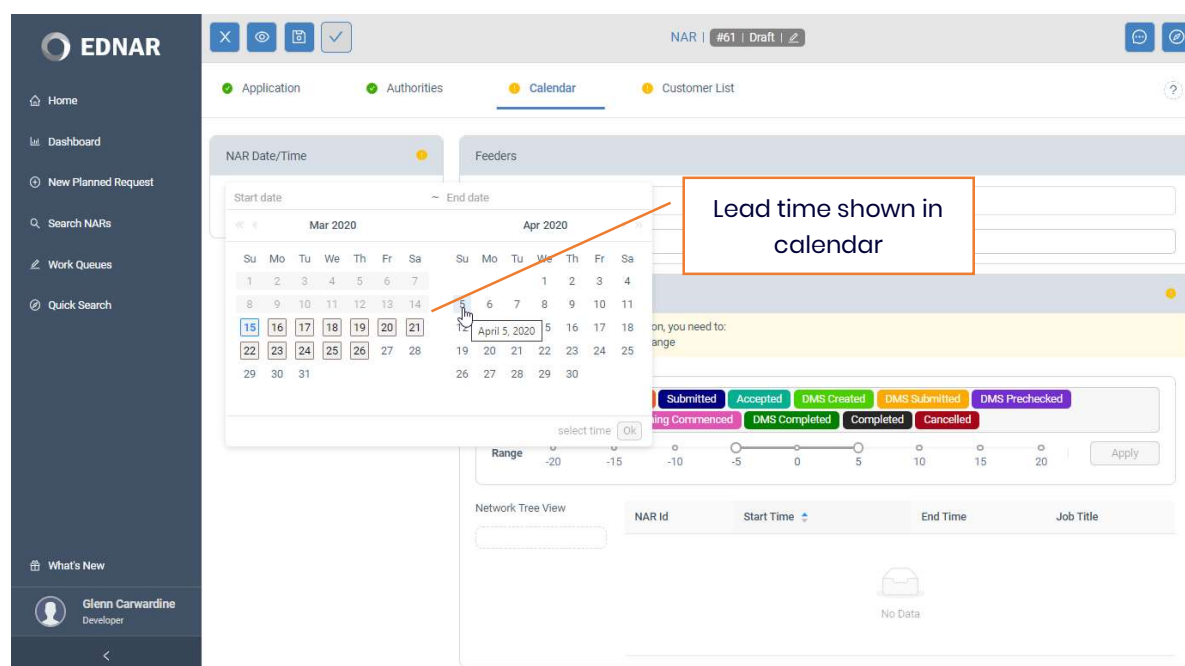 EDNAR
NAR | #61 | Draft |
Home
Dashboard
New Planned Request
Search NARs
Work Queues
Quick Search
What's New
Glenn Carwardine
Developer
Application Authorities Calendar Customer List
?
NAR Date/Time
Feeders
Start date ~ End date
« ‹ Mar 2020 Apr 2020 »
Su Mo Tu We Th Fr Sa Su Mo Tu We Th Fr Sa
1 2 3 4 5 6 7 1 2 3 4
8 9 10 11 12 13 14 5 6 7 8 9 10 11
15 16 17 18 19 20 21 12 5 16 17 18
22 23 24 25 26 27 28 19 20 21 22 23 24 25
29 30 31 26 27 28 29 30
April 5, 2020
select time Ok
Lead time shown in
calendar
on, you need to:
ange
Submitted Accepted DMS Created DMS Submitted DMS Prechecked
ing Commenced DMS Completed Completed Cancelled
Range -20 -15 -10 -5 0 5 10 15 20 Apply
Network Tree View
NAR Id Start Time End Time Job Title
No Data